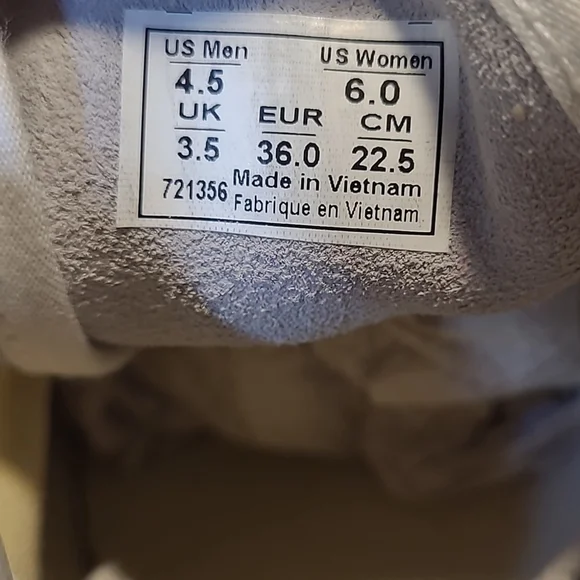 US Men US Women
4.5 6.0
UK EUR CM
3.5 36.0 22.5
721356 Made in Vietnam
Fabrique en Vietnam